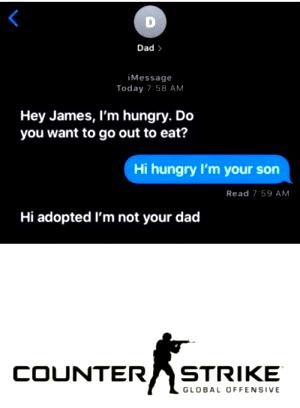 D
Dad >
iMessage
Today 7:58 AM
Hey James, I'm hungry. Do
you want to go out to eat?
Hi hungry I'm your son
Read 7:59 AM
Hi adopted I'm not your dad
COUNTER STRIKE
GLOBAL OFFENSIVE